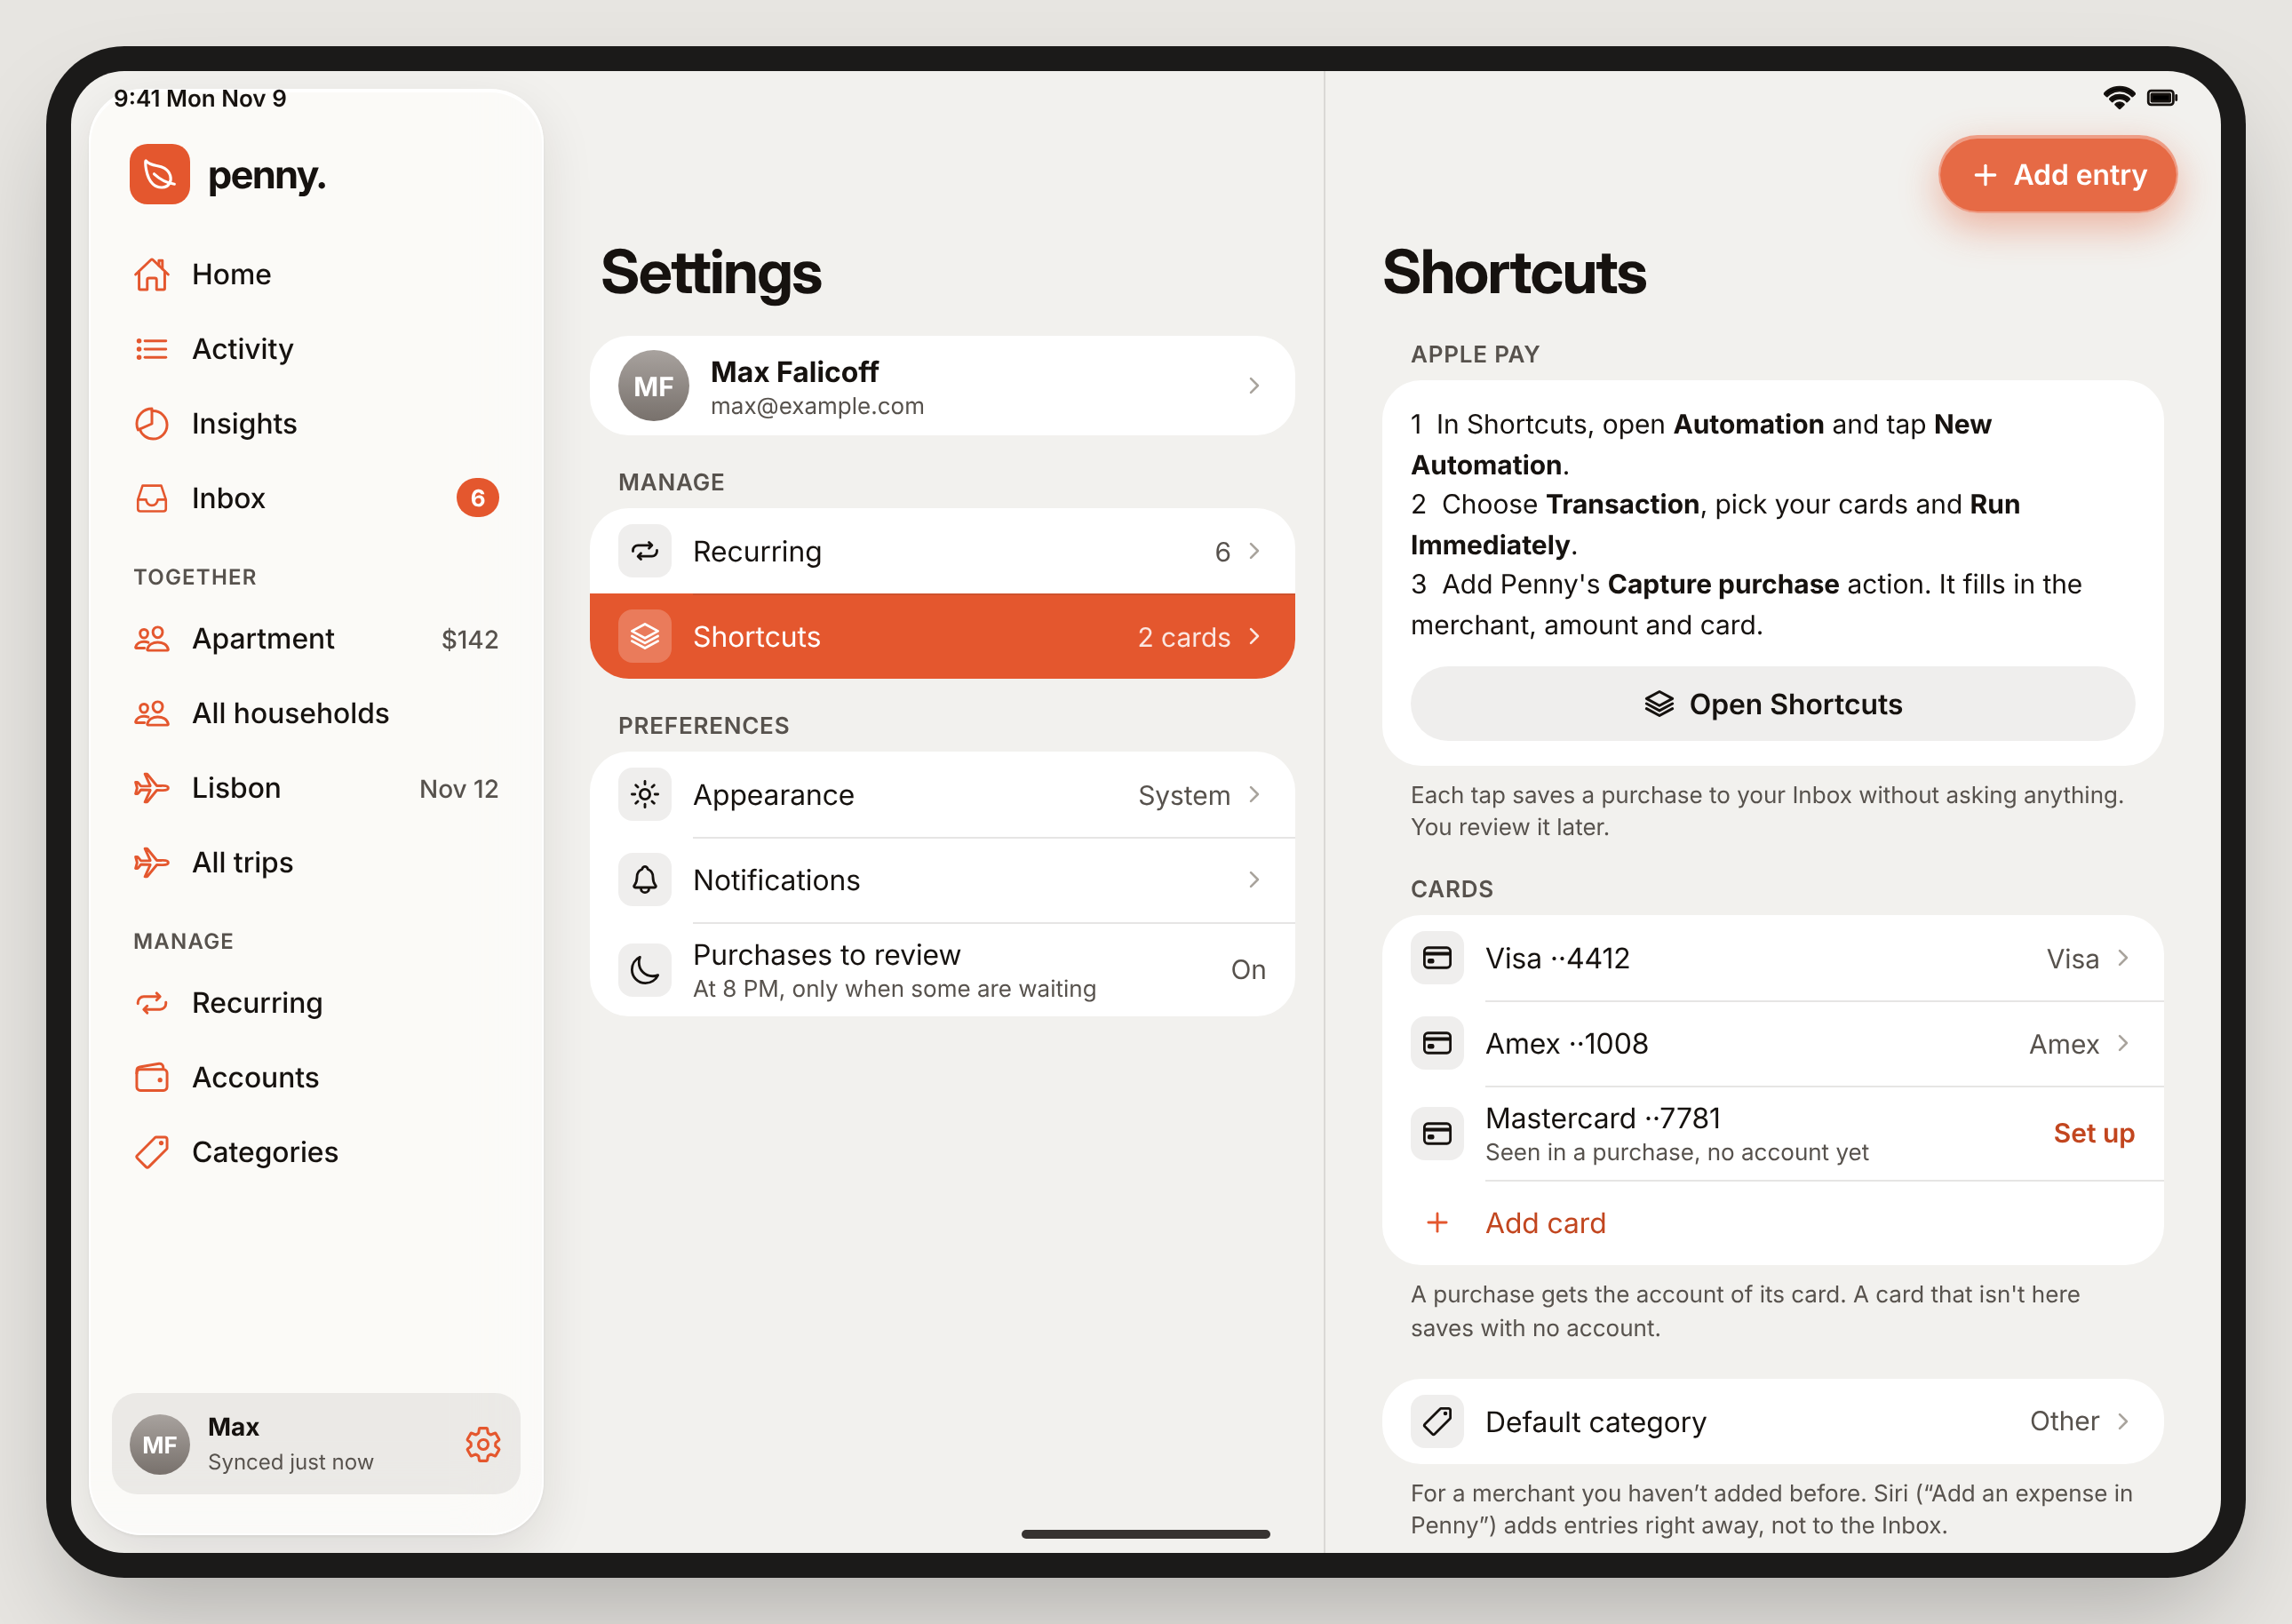 9:41 Mon Nov 9
penny.
Home
Activity
Insights
Inbox 6
TOGETHER
Apartment $142
All households
Lisbon Nov 12
All trips
MANAGE
Recurring
Accounts
Categories
MF Max
Synced just now
Settings
MF Max Falicoff
max@example.com
MANAGE
Recurring 6
Shortcuts 2 cards
PREFERENCES
Appearance System
Notifications
Purchases to review On
At 8 PM, only when some are waiting
+ Add entry
Shortcuts
APPLE PAY
1 In Shortcuts, open Automation and tap New
Automation.
2 Choose Transaction, pick your cards and Run
Immediately.
3 Add Penny's Capture purchase action. It fills in the
merchant, amount and card.
Open Shortcuts
Each tap saves a purchase to your Inbox without asking anything.
You review it later.
CARDS
Visa ··4412 Visa
Amex ··1008 Amex
Mastercard ··7781 Set up
Seen in a purchase, no account yet
+ Add card
A purchase gets the account of its card. A card that isn't here
saves with no account.
Default category Other
For a merchant you haven’t added before. Siri (“Add an expense in
Penny”) adds entries right away, not to the Inbox.